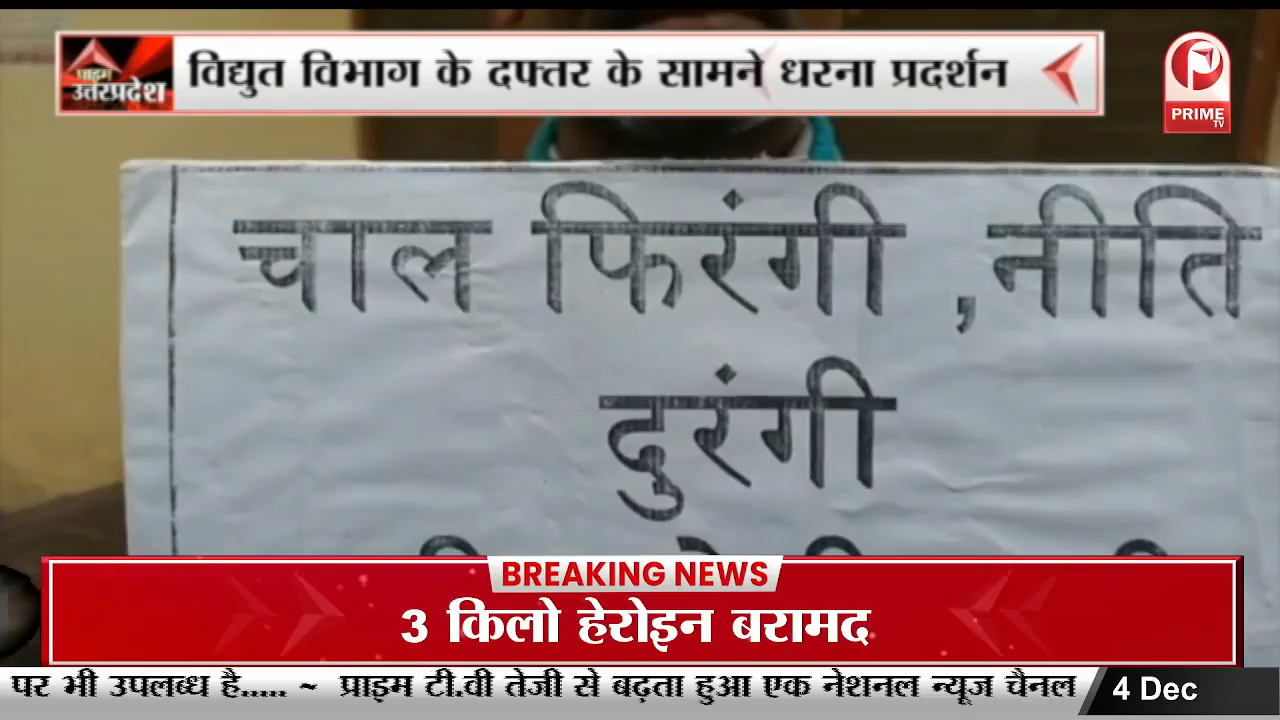 प्राइम
उत्तरप्रदेश
विद्युत विभाग के दफ्तर के सामने धरना प्रदर्शन
PRIME
TV
चाल फिरंगी ,नीति
दुरंगी
BREAKING NEWS
3 किलो हेरोइन बरामद
पर भी उपलब्ध है..... ~ प्राइम टी.वी तेजी से बढ़ता हुआ एक नेशनल न्यूज चैनल
4 Dec